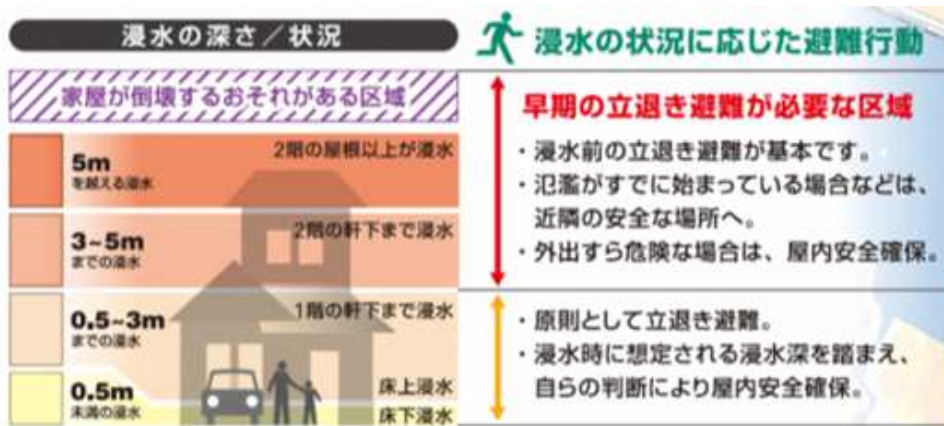 浸水の深さ／状況
家屋が倒壊するおそれがある区域
5m
を越える浸水
2階の屋根以上が浸水
3~5m
までの浸水
2階の軒下まで浸水
0.5~3m
までの浸水
1階の軒下まで浸水
0.5m
未満の浸水
床上浸水
床下浸水
浸水の状況に応じた避難行動
早期の立退き避難が必要な区域
・浸水前の立退き避難が基本です。
・氾濫がすでに始まっている場合などは、
近隣の安全な場所へ。
・外出すら危険な場合は、屋内安全確保。
・原則として立退き避難。
・浸水時に想定される浸水深を踏まえ、
自らの判断により屋内安全確保。